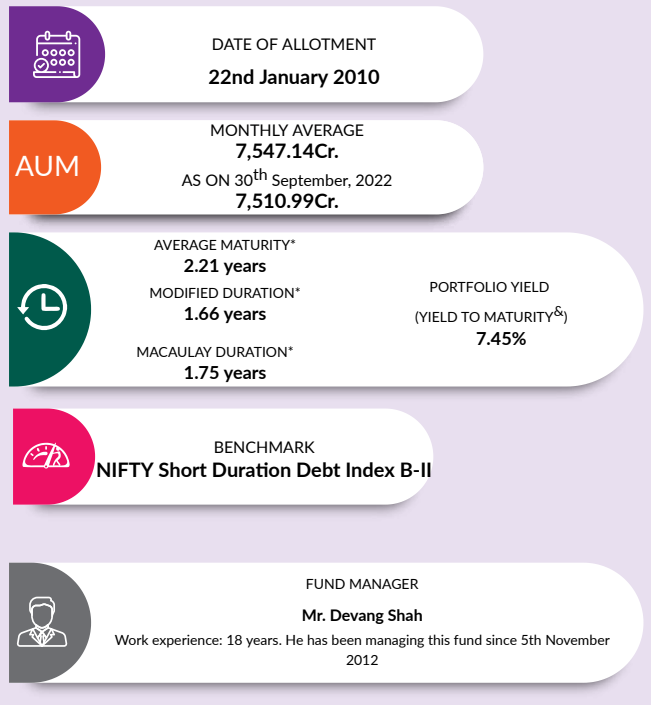 DATE OF ALLOTMENT
22nd January 2010
AUM
MONTHLY AVERAGE
7,547.14Cr.
AS ON 30th September, 2022
7,510.99Cr.
AVERAGE MATURITY*
2.21 years
MODIFIED DURATION*
1.66 years
MACAULAY DURATION*
1.75 years
PORTFOLIO YIELD
(YIELD TO MATURITY&)
7.45%
BENCHMARK
NIFTY Short Duration Debt Index B-II
FUND MANAGER
Mr. Devang Shah
Work experience: 18 years. He has been managing this fund since 5th November
2012